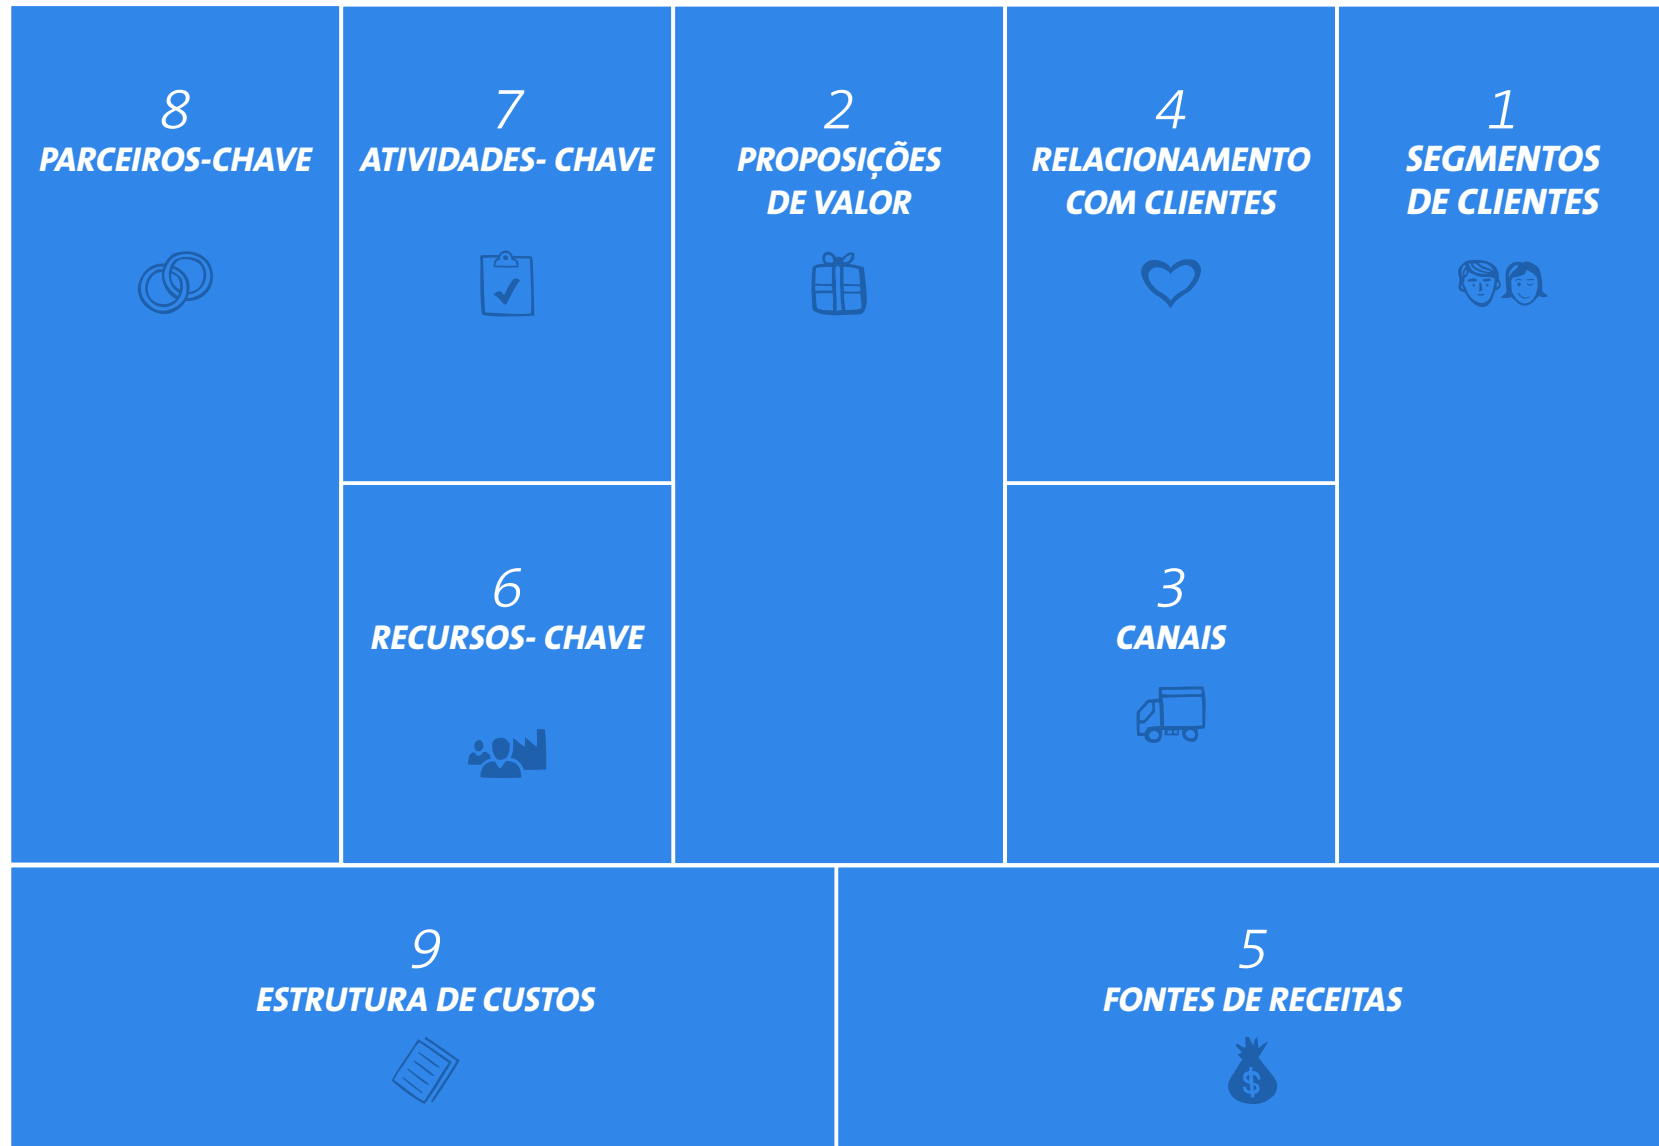 8
PARCEIROS-CHAVE
7
ATIVIDADES- CHAVE
2
PROPOSIÇÕES
DE VALOR
4
RELACIONAMENTO
COM CLIENTES
1
SEGMENTOS
DE CLIENTES
6
RECURSOS- CHAVE
3
CANAIS
9
ESTRUTURA DE CUSTOS
5
FONTES DE RECEITAS
$